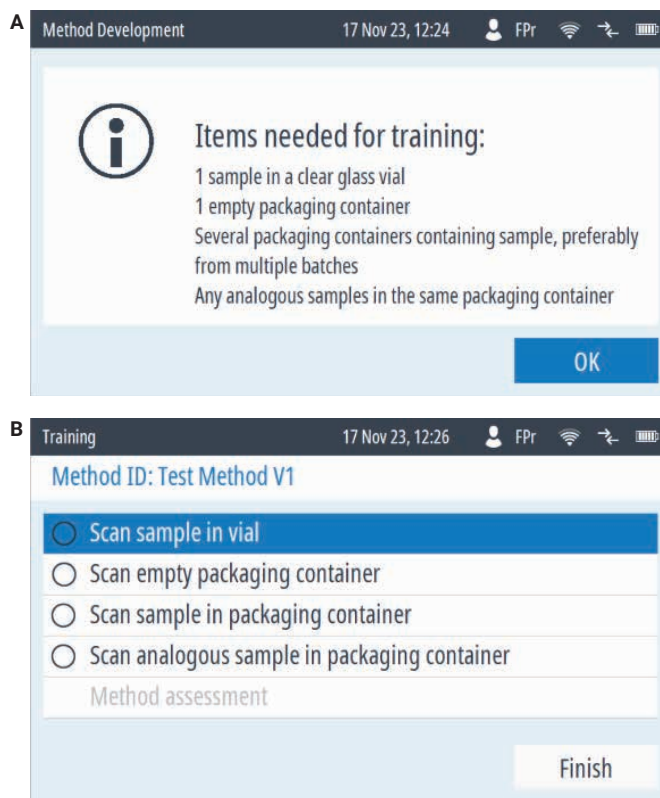 A
Method Development 17 Nov 23, 12:24 FPr
Items needed for training:
1 sample in a clear glass vial
1 empty packaging container
Several packaging containers containing sample, preferably
from multiple batches
Any analogous samples in the same packaging container
OK
B
Training 17 Nov 23, 12:26 FPr
Method ID: Test Method V1
Scan sample in vial
Scan empty packaging container
Scan sample in packaging container
Scan analogous sample in packaging container
Method assessment
Finish